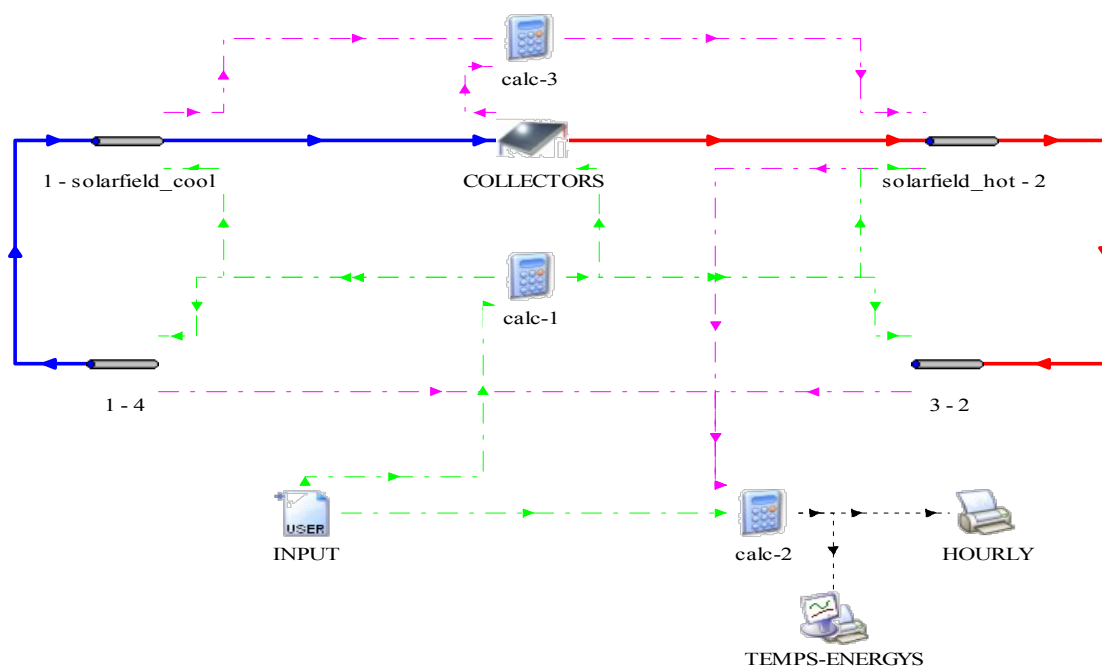 calc-3
1 - solarfield_cool
COLLECTORS
solarfield_hot - 2
calc-1
1 - 4
3 - 2
USER
INPUT
calc-2
HOURLY
TEMPS-ENERGYS